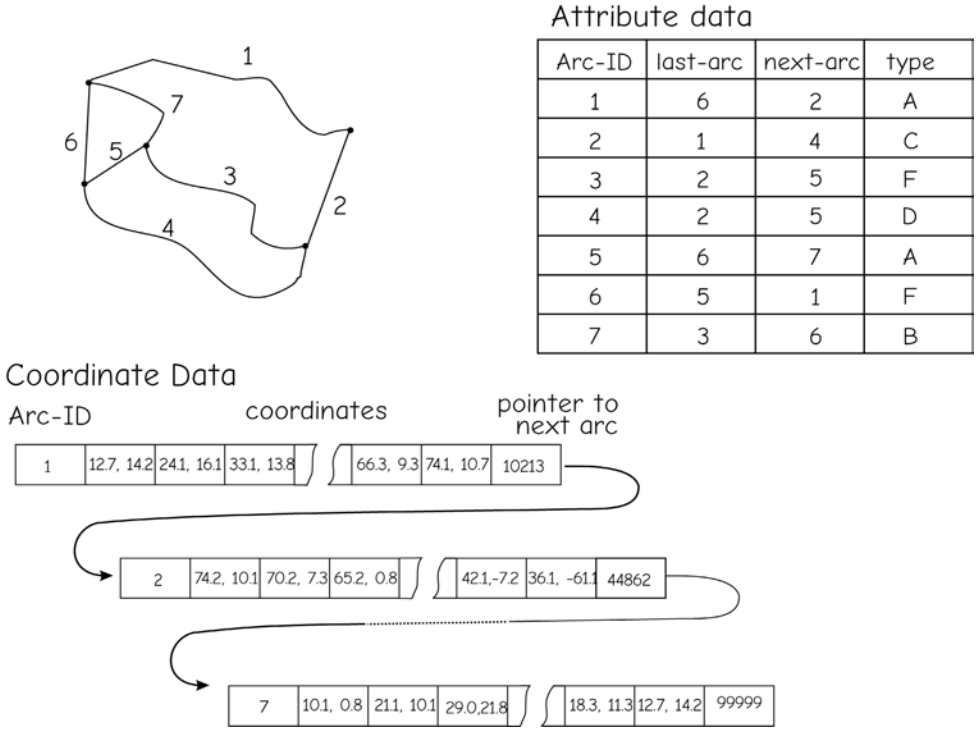 Attribute data
1
7
6
5
3
4
2
Arc-ID last-arc next-arc type
1 6 2 A
2 1 4 C
3 2 5 F
4 2 5 D
5 6 7 A
6 5 1 F
7 3 6 B
Coordinate Data
Arc-ID coordinates pointer to
next arc
1 12.7, 14.2 24.1, 16.1 33.1, 13.8 66.3, 9.3 74.1, 10.7 10213
2 74.2, 10.1 70.2, 7.3 65.2, 0.8 42.1,-7.2 36.1, -61.1 44862
7 10.1, 0.8 21.1, 10.1 29.0,21.8 18.3, 11.3 12.7, 14.2 99999